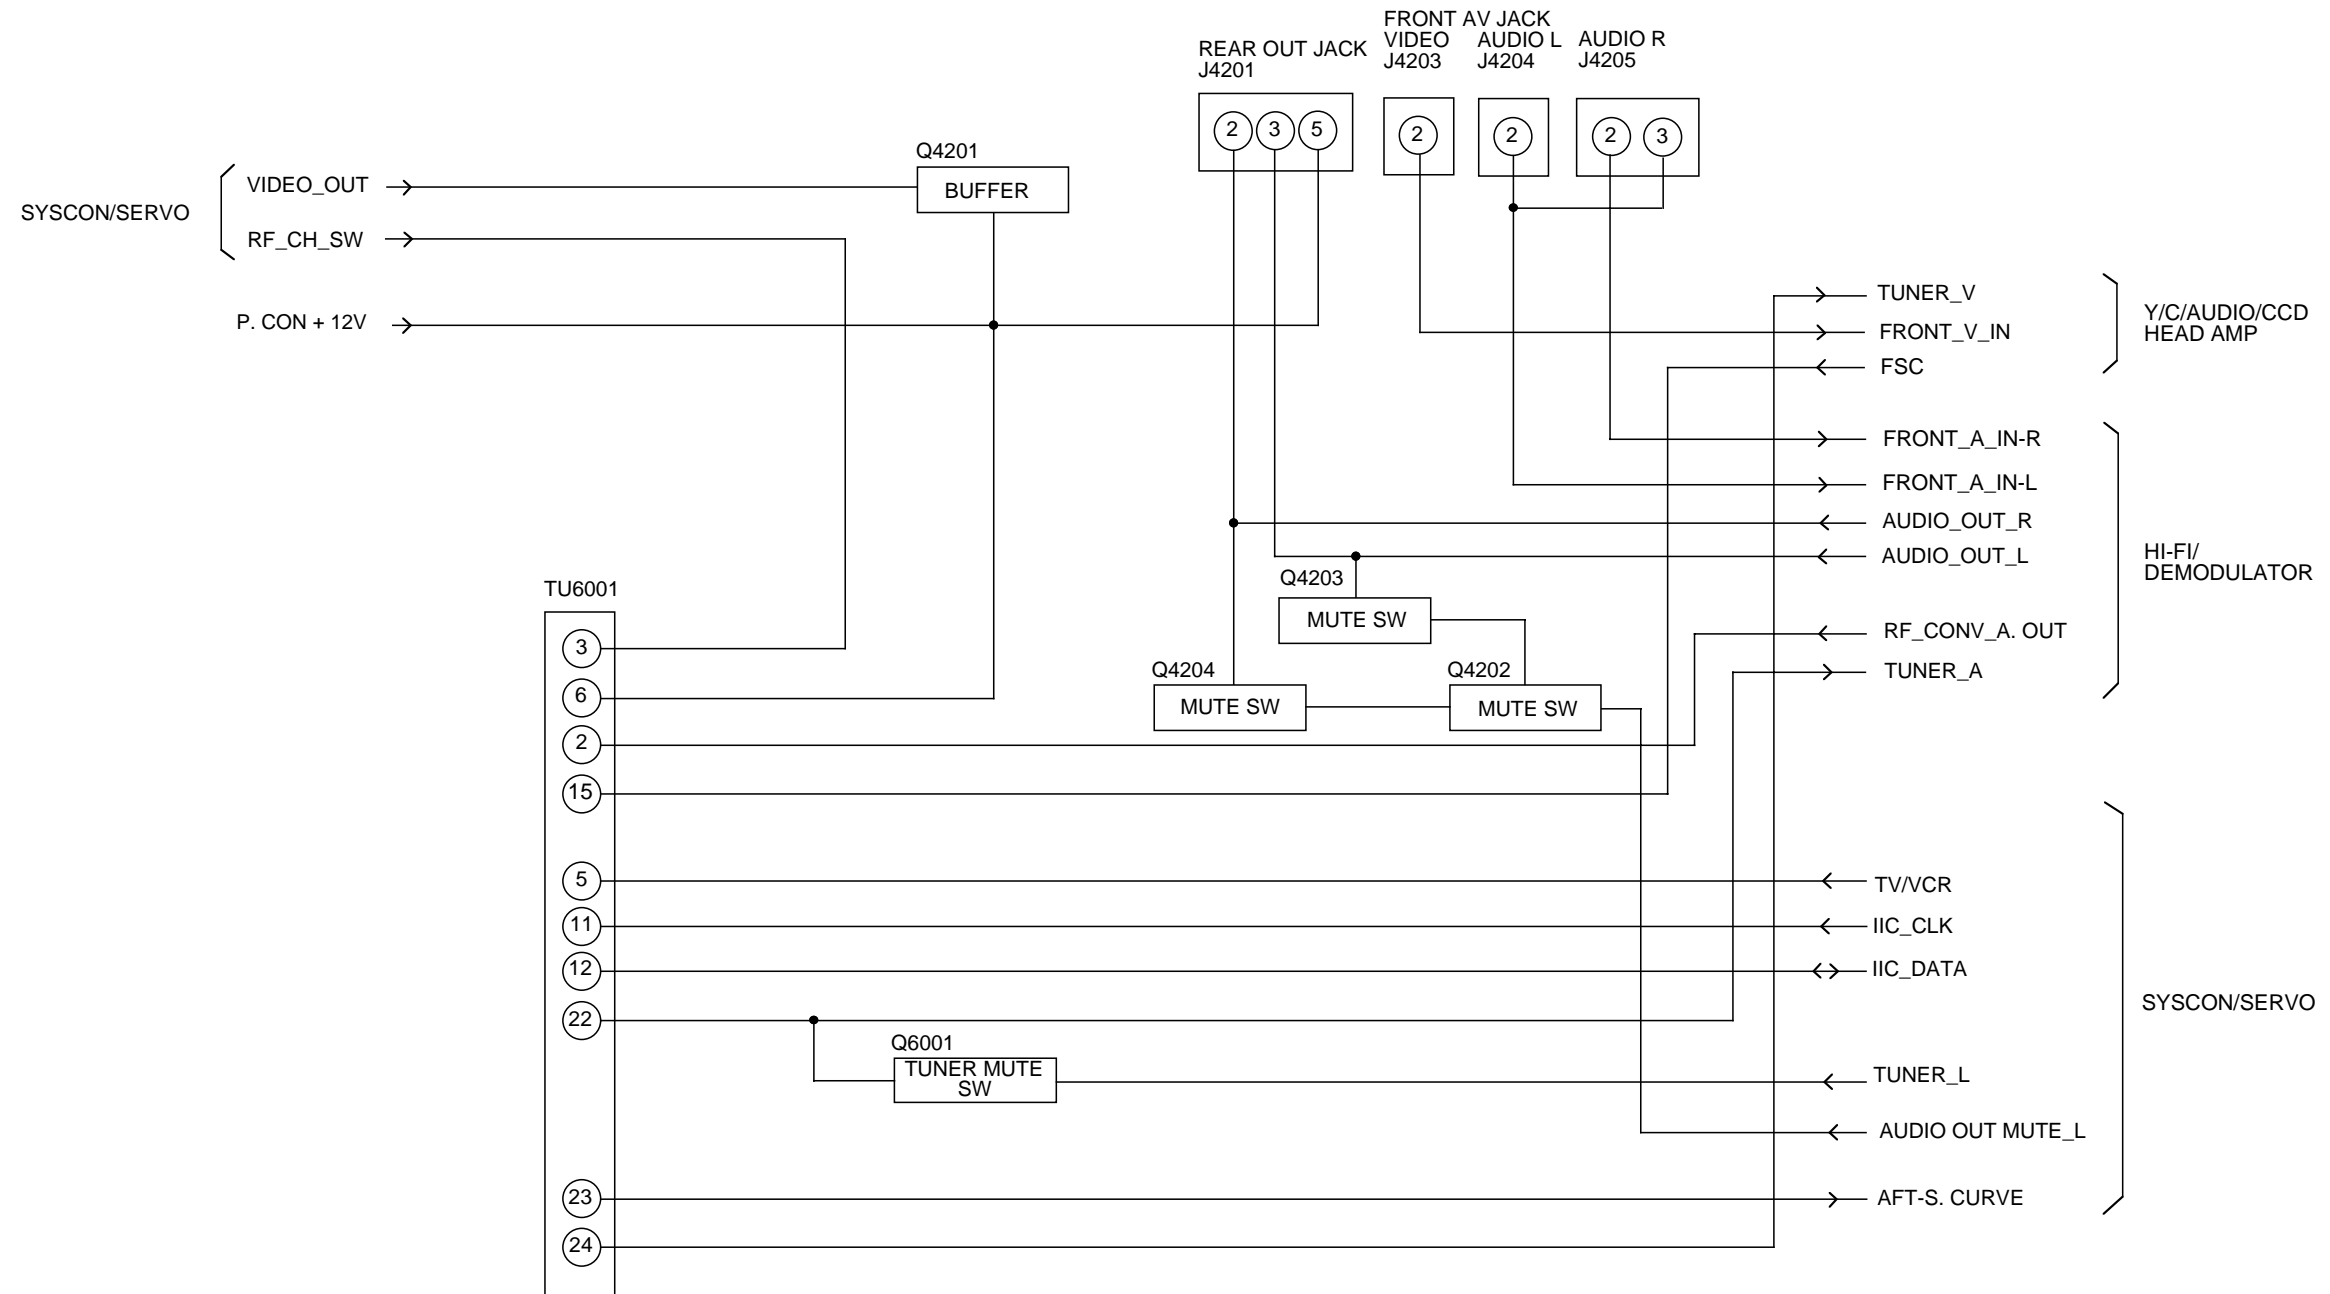 FRONT AV JACK
REAR OUT JACK
J4201
VIDEO
J4203
AUDIO L
J4204
AUDIO R
J4205
2 3 5
2
2
2 3
Q4201
BUFFER
SYSCON/SERVO
VIDEO_OUT
RF_CH_SW
P. CON + 12V
TUNER_V
FRONT_V_IN
FSC
Y/C/AUDIO/CCD
HEAD AMP
FRONT_A_IN-R
FRONT_A_IN-L
AUDIO_OUT_R
AUDIO_OUT_L
RF_CONV_A. OUT
TUNER_A
HI-FI/
DEMODULATOR
Q4203
MUTE SW
Q4204
MUTE SW
Q4202
MUTE SW
TU6001
3
6
2
15
5
11
12
22
23
24
Q6001
TUNER MUTE
SW
TV/VCR
IIC_CLK
IIC_DATA
TUNER_L
AUDIO OUT MUTE_L
AFT-S. CURVE
SYSCON/SERVO